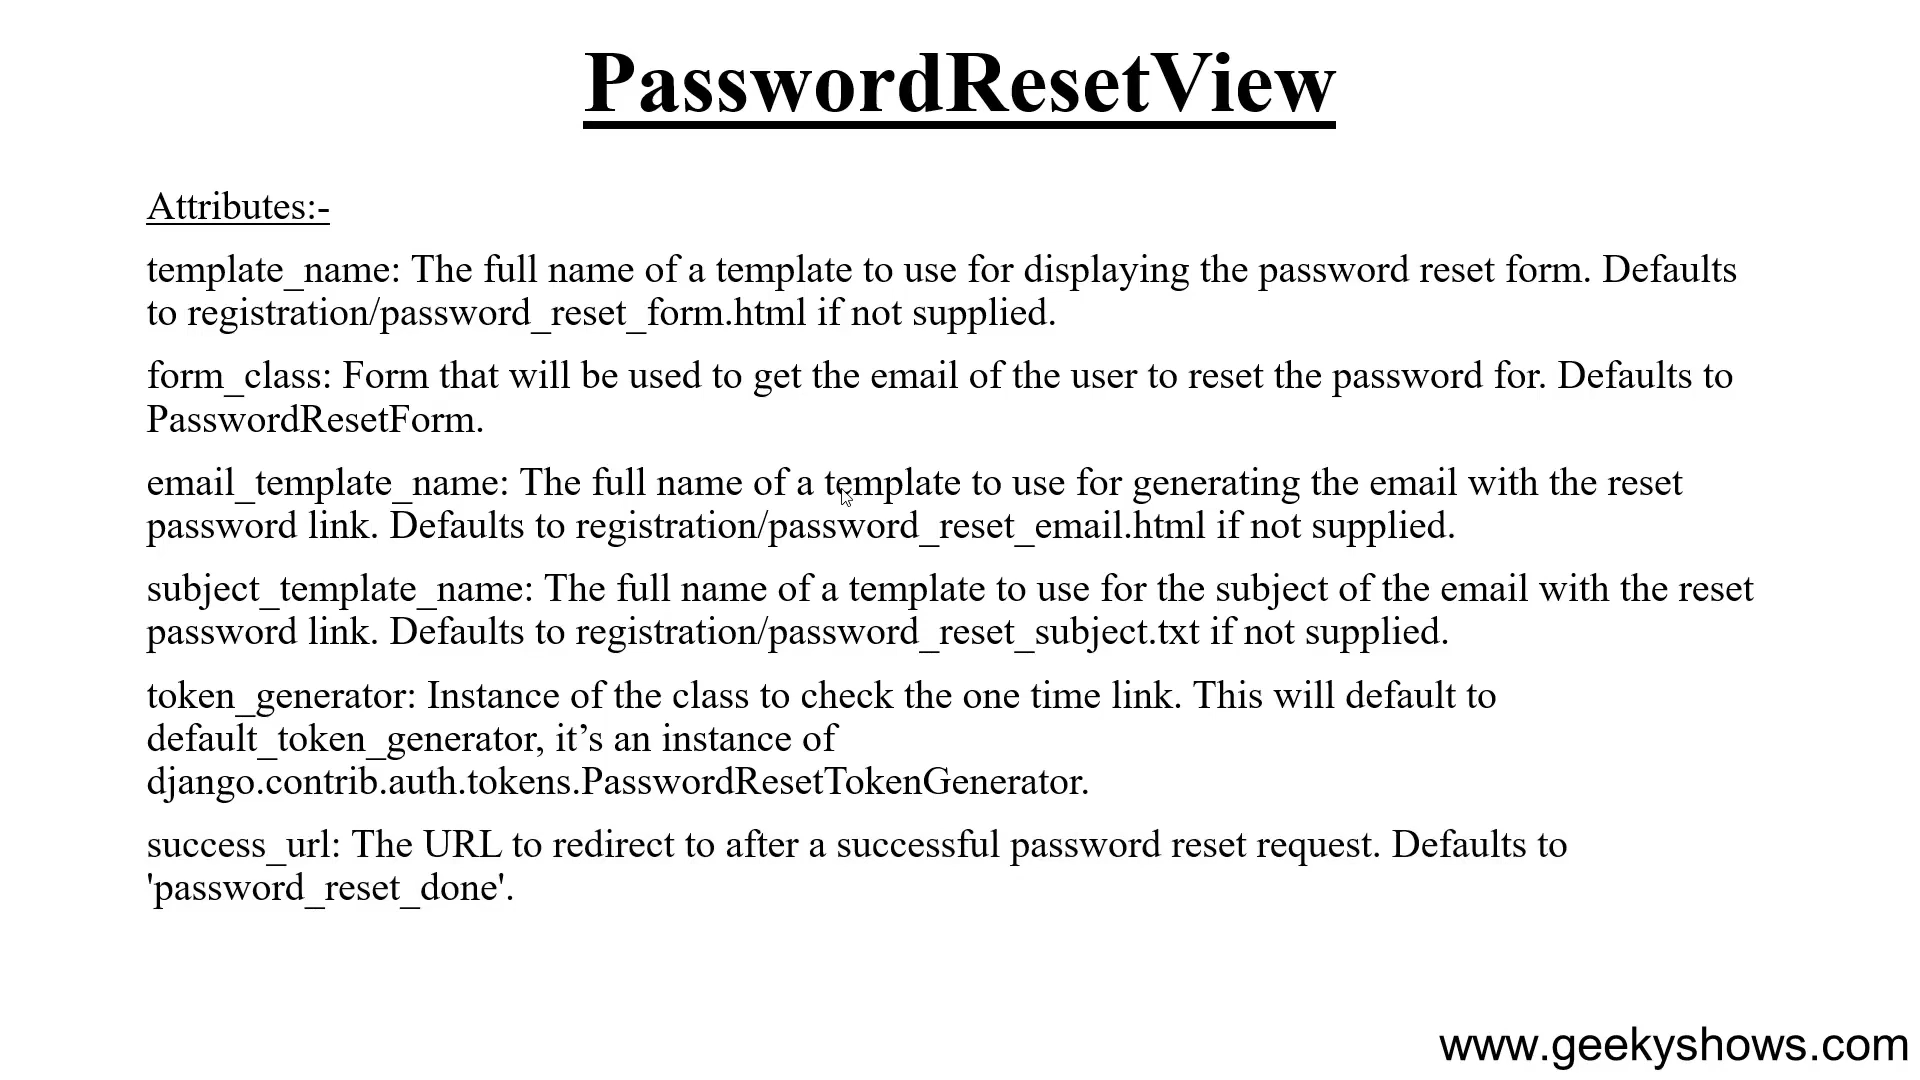 PasswordResetView
Attributes:-
template_name: The full name of a template to use for displaying the password reset form. Defaults
to registration/password_reset_form.html if not supplied.
form_class: Form that will be used to get the email of the user to reset the password for. Defaults to
PasswordResetForm.
email_template_name: The full name of a template to use for generating the email with the reset
password link. Defaults to registration/password_reset_email.html if not supplied.
subject_template_name: The full name of a template to use for the subject of the email with the reset
password link. Defaults to registration/password_reset_subject.txt if not supplied.
token_generator: Instance of the class to check the one time link. This will default to
default_token_generator, it’s an instance of
django.contrib.auth.tokens.PasswordResetTokenGenerator.
success_url: The URL to redirect to after a successful password reset request. Defaults to
'password_reset_done'.
www.geekyshows.com